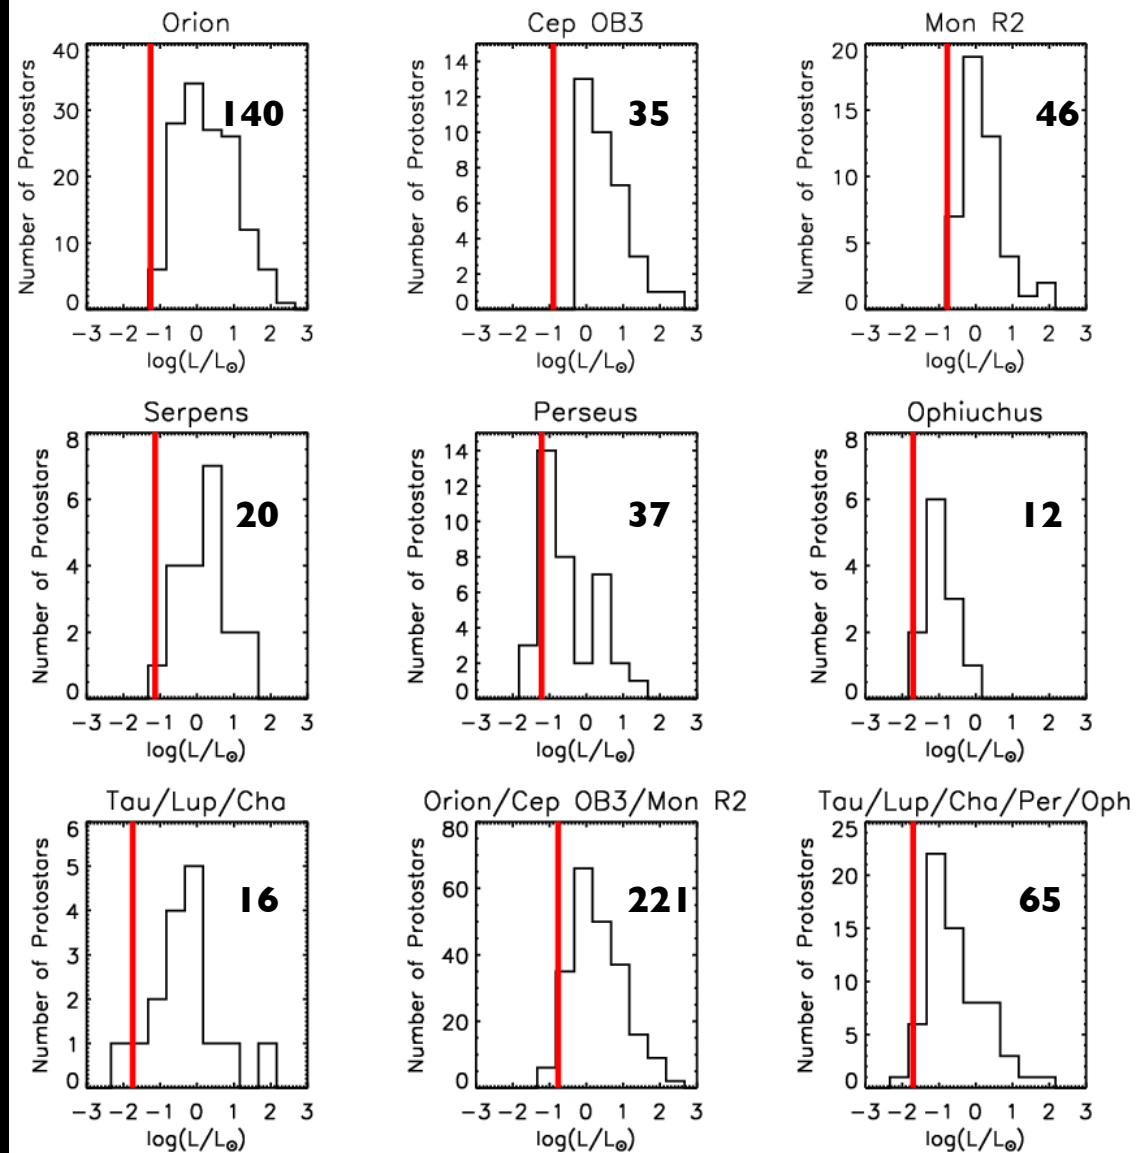 Orion
Cep OB3
Mon R2
Number of Protostars
40
30
20
10
0
140
-3 -2 -1 0 1 2 3
log(L/L⊙)
Number of Protostars
14
12
10
8
6
4
2
0
35
-3 -2 -1 0 1 2 3
log(L/L⊙)
Number of Protostars
20
15
10
5
0
46
-3 -2 -1 0 1 2 3
log(L/L⊙)
Serpens
Perseus
Ophiuchus
Number of Protostars
8
6
4
2
0
20
-3 -2 -1 0 1 2 3
log(L/L⊙)
Number of Protostars
14
12
10
8
6
4
2
0
37
-3 -2 -1 0 1 2 3
log(L/L⊙)
Number of Protostars
8
6
4
2
0
12
-3 -2 -1 0 1 2 3
log(L/L⊙)
Tau/Lup/Cha
Orion/Cep OB3/Mon R2
Tau/Lup/Cha/Per/Oph
Number of Protostars
6
5
4
3
2
1
0
16
-3 -2 -1 0 1 2 3
log(L/L⊙)
Number of Protostars
80
60
40
20
0
221
-3 -2 -1 0 1 2 3
log(L/L⊙)
Number of Protostars
25
20
15
10
5
0
65
-3 -2 -1 0 1 2 3
log(L/L⊙)